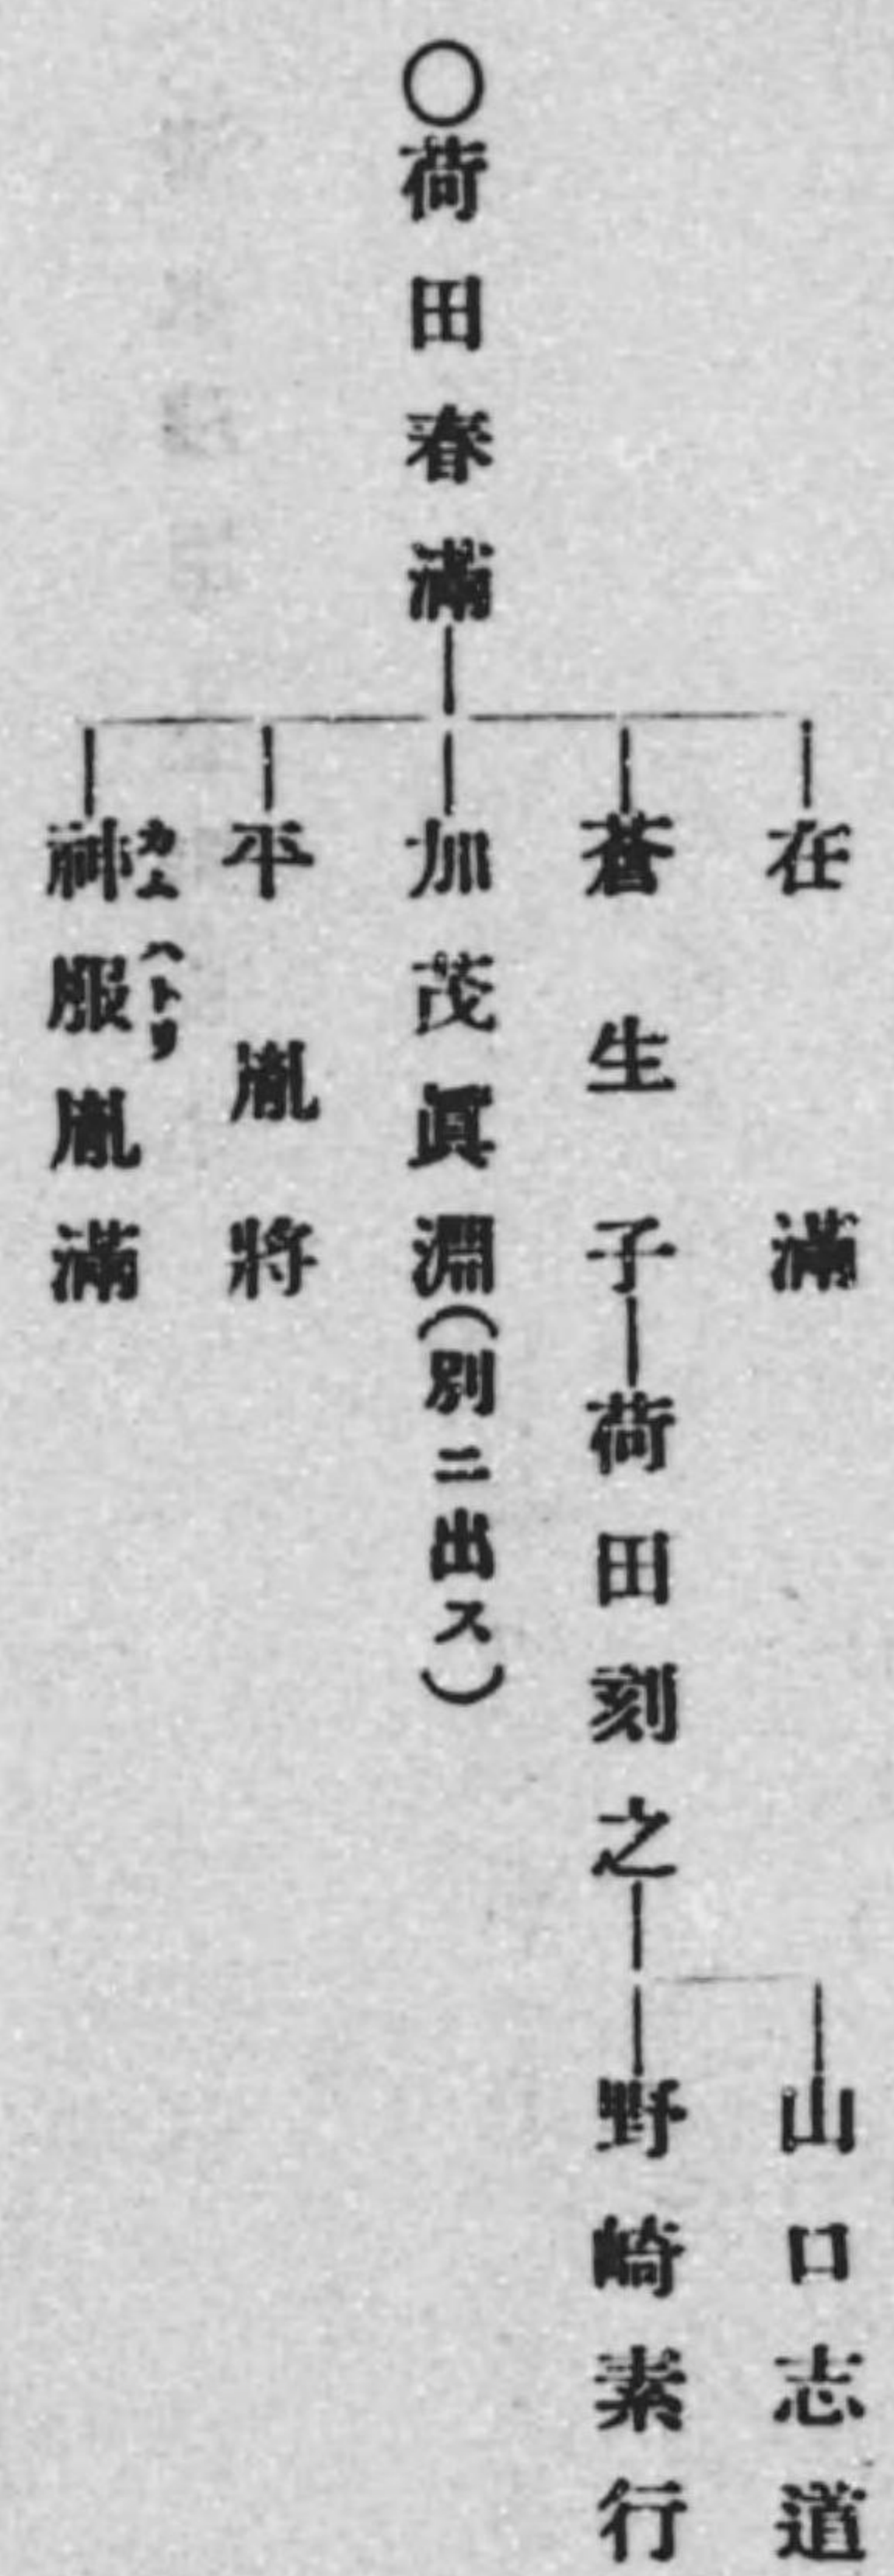 ○荷田春滿
在滿
蒼生子
荷田刻之
山口志道
野崎素行
加茂眞淵(別ニ出ス)
平胤將
神服胤滿
カムハトリ